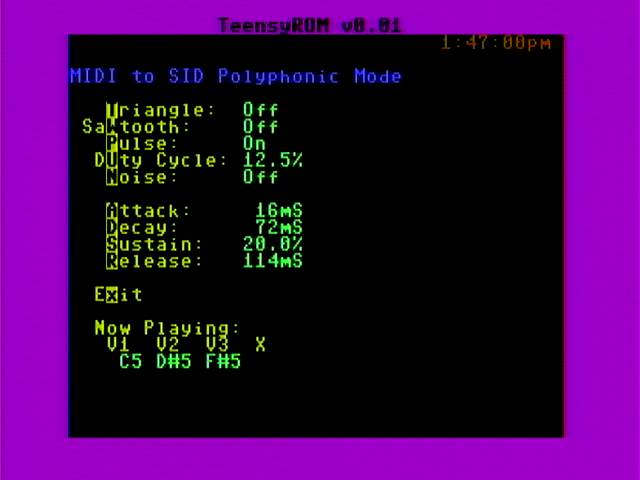 TeensyROM v0.01
1:47:00pm
MIDI to SID Polyphonic Mode
Triangle: Off
SaWtooth: Off
Pulse: On
DUty Cycle: 12.5%
Noise: Off
Attack: 16mS
Decay: 72mS
Sustain: 20.0%
Release: 114mS
EXit
Now Playing:
V1 V2 V3 X
C5 D#5 F#5